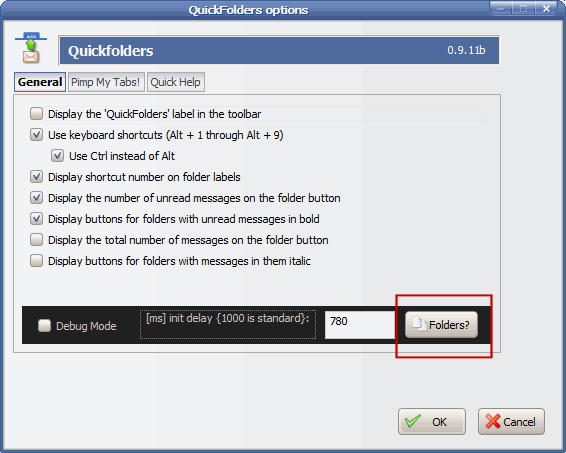 QuickFolders options
Quickfolders 0.9.11b
General Pimp My Tabs! Quick Help
Display the 'QuickFolders' label in the toolbar
Use keyboard shortcuts (Alt + 1 through Alt + 9)
Use Ctrl instead of Alt
Display shortcut number on folder labels
Display the number of unread messages on the folder button
Display buttons for folders with unread messages in bold
Display the total number of messages on the folder button
Display buttons for folders with messages in them italic
Debug Mode [ms] init delay {1000 is standard}: 780 Folders?
OK Cancel